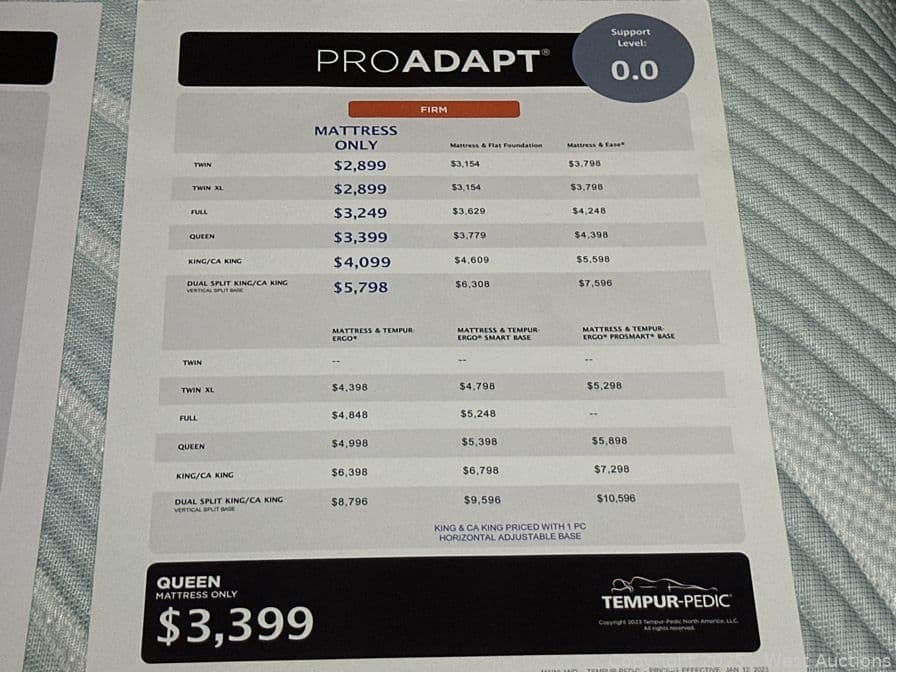 PROADAPT®
Support
Level:
0.0
FIRM
MATTRESS
ONLY
Mattress & Flat Foundation
Mattress & Ease®
TWIN $2,899 $3,154 $3,798
TWIN XL $2,899 $3,154 $3,798
FULL $3,249 $3,629 $4,248
QUEEN $3,399 $3,779 $4,398
KING/CA KING $4,099 $4,609 $5,598
DUAL SPLIT KING/CA KING $5,798 $6,308 $7,596
VERTICAL SPLIT BASE
MATTRESS & TEMPUR-
ERGO®
MATTRESS & TEMPUR-
ERGO® SMART BASE
MATTRESS & TEMPUR-
ERGO® PROSMART® BASE
TWIN -- -- --
TWIN XL $4,398 $4,798 $5,298
FULL $4,848 $5,248 --
QUEEN $4,998 $5,398 $5,898
KING/CA KING $6,398 $6,798 $7,298
DUAL SPLIT KING/CA KING $8,796 $9,596 $10,596
VERTICAL SPLIT BASE
KING & CA KING PRICED WITH 1 PC
HORIZONTAL ADJUSTABLE BASE
QUEEN
MATTRESS ONLY
$3,399
TEMPUR-PEDIC®
Copyright 2023 Tempur-Pedic North America, LLC.
All rights reserved.
TEMPUR-PEDIC - PRICES EFFECTIVE JAN 12 2023
West Auctions